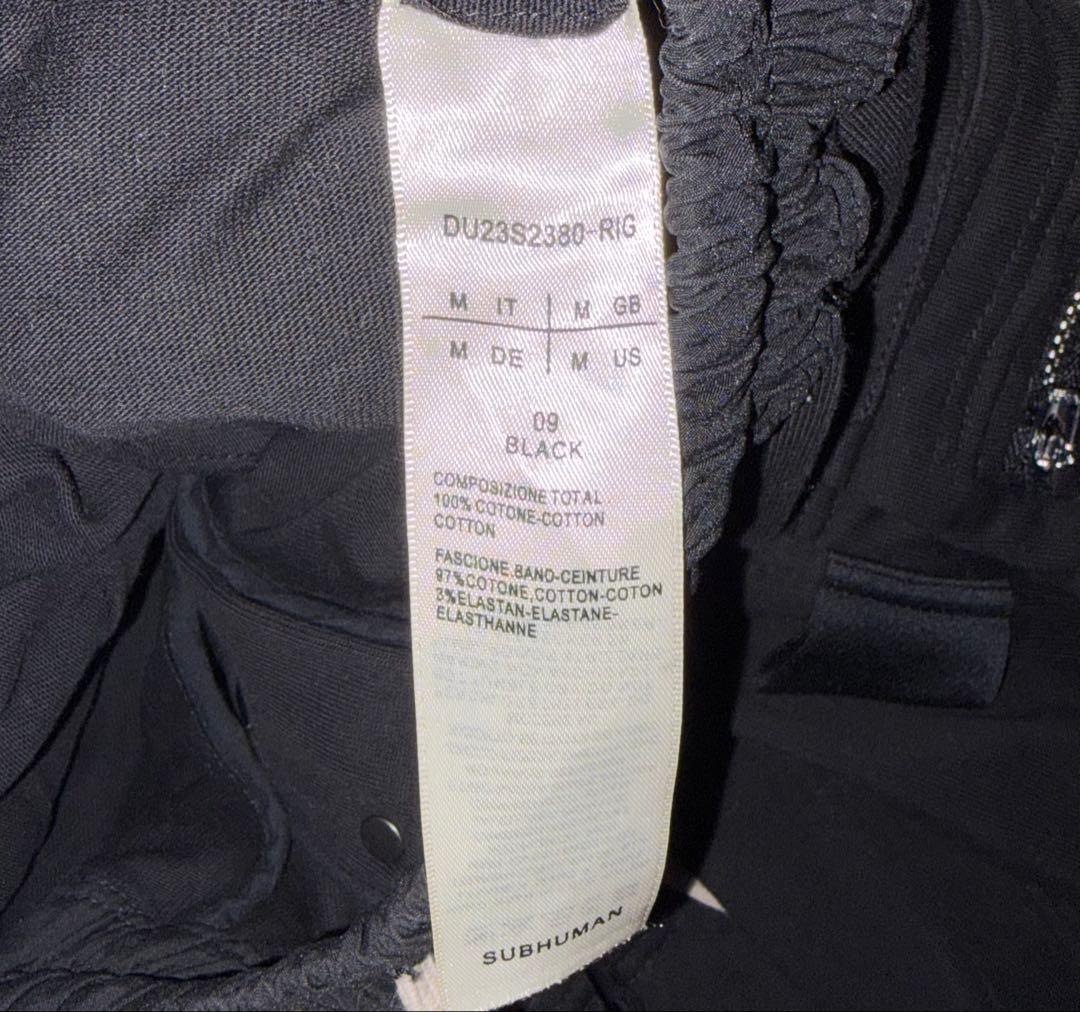 DU23S2380-RIG
M IT M GB
M DE M US
09
BLACK
COMPOSIZIONE TOTAL
100% COTONE-COTTON
COTTON
FASCIONE BAND-CEINTURE
97%COTONE,COTTON-COTON
3%ELASTAN-ELASTANE-
ELASTHANNE
SUBHUMAN